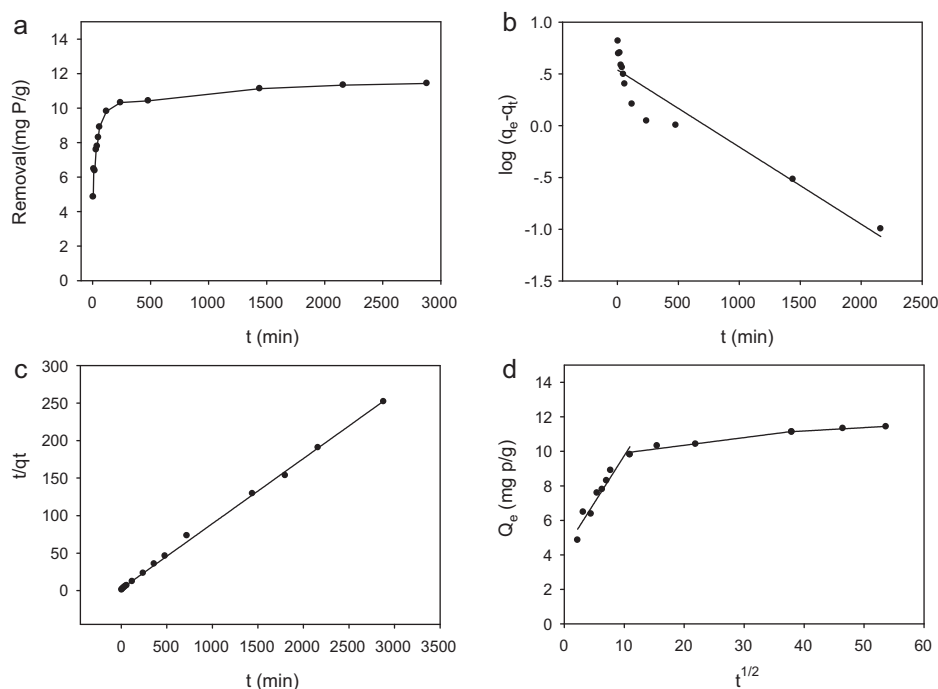 a
Removal(mg P/g)
14
12
10
8
6
4
2
0
0 500 1000 1500 2000 2500 3000
t (min)
b
log (qe-qt)
1.0
.5
0.0
-.5
-1.0
-1.5
0 500 1000 1500 2000 2500
t (min)
c
t/qt
300
250
200
150
100
50
0
0 500 1000 1500 2000 2500 3000 3500
t (min)
d
Qe (mg p/g)
14
12
10
8
6
4
2
0
0 10 20 30 40 50 60
t1/2